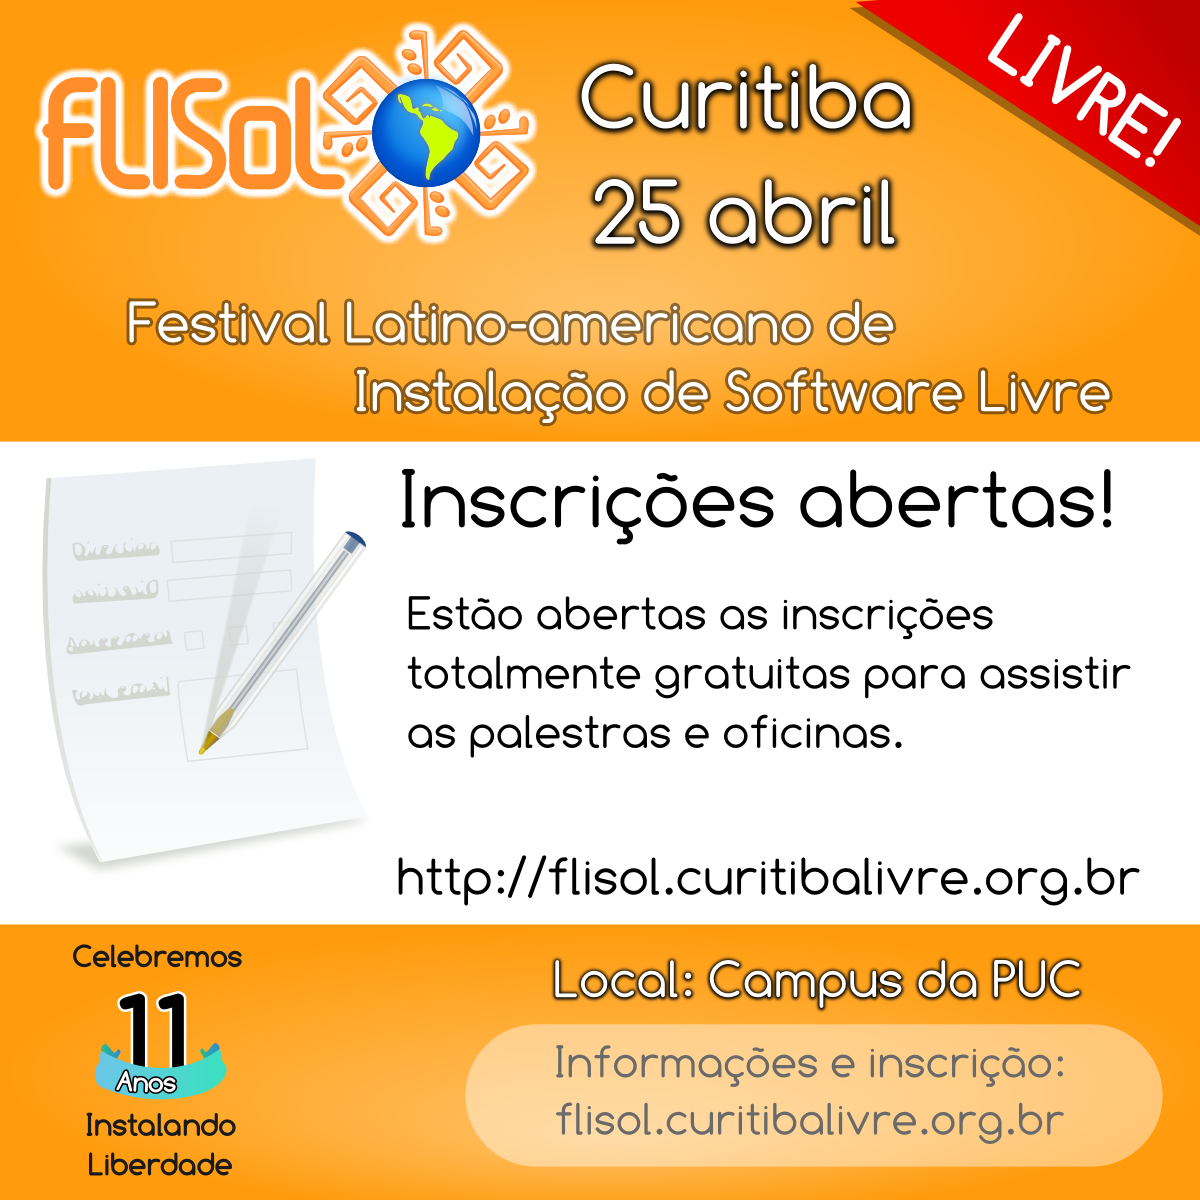 FLISol
Curitiba
25 abril
LIVRE!
Festival Latino-americano de
Instalação de Software Livre
Inscrições abertas!
Estão abertas as inscrições
totalmente gratuitas para assistir
as palestras e oficinas.
http://flisol.curitibalivre.org.br
Celebremos
11
Anos
Instalando
Liberdade
Local: Campus da PUC
Informações e inscrição:
flisol.curitibalivre.org.br